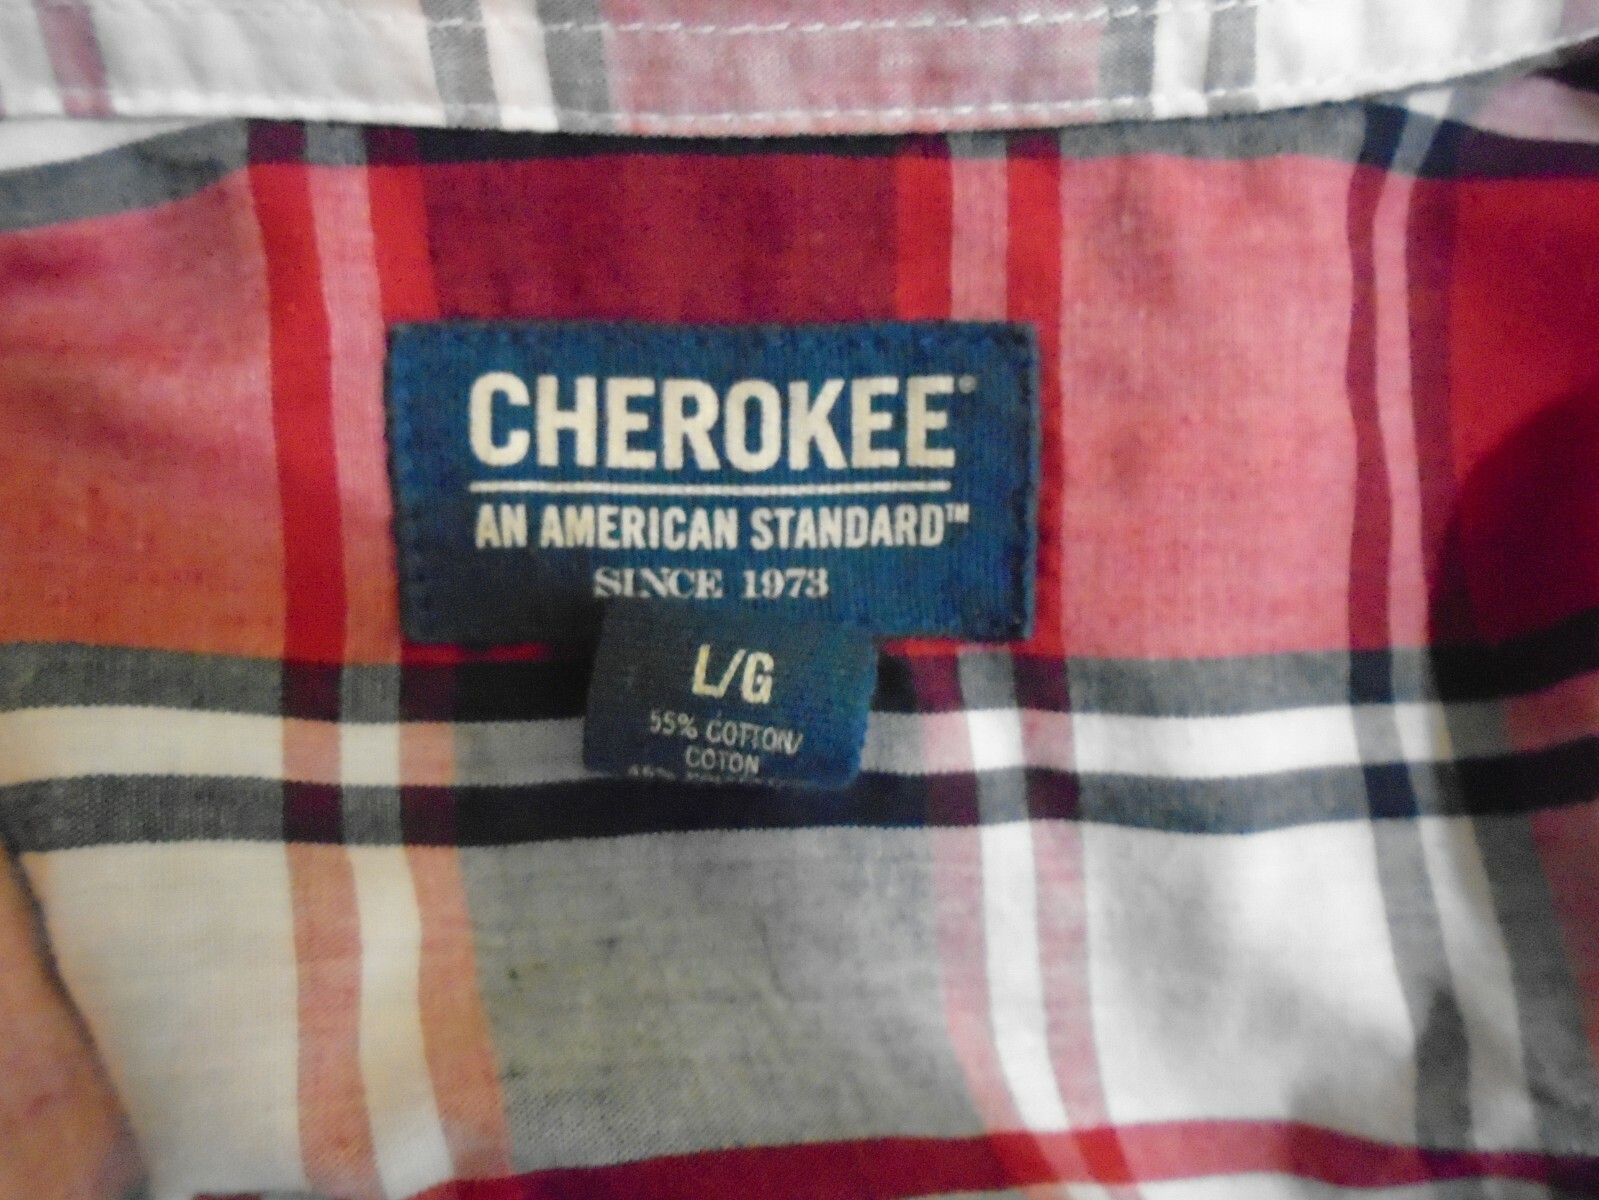 CHEROKEE®
AN AMERICAN STANDARD™
SINCE 1973
L/G
55% COTTON/
COTON